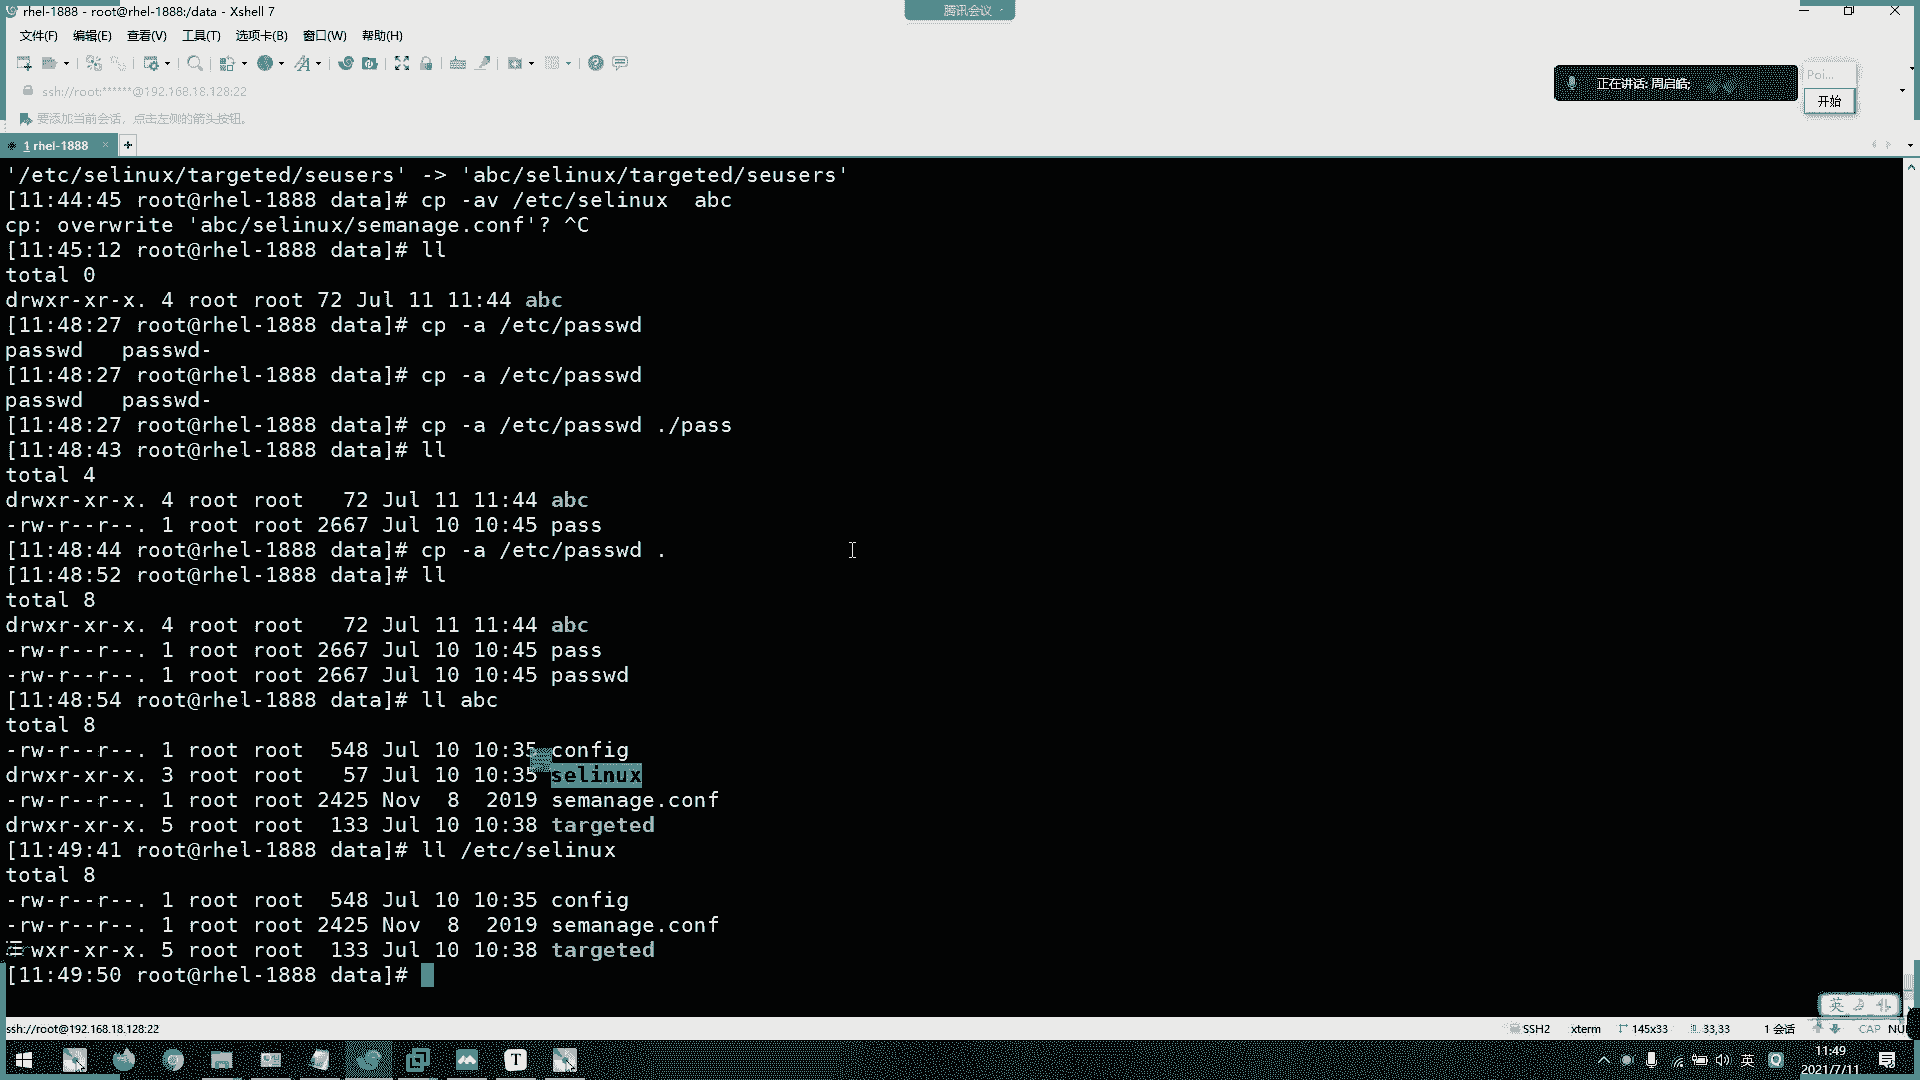 rhel-1888 - root@rhel-1888:/data - Xshell 7
腾讯会议
文件(F) 编辑(E) 查看(V) 工具(T) 选项卡(B) 窗口(W) 帮助(H)
ssh://root:******@192.168.18.128:22
正在讲话: 周启皓;
Poi...
开始
要添加当前会话，点击左侧的箭头按钮。
1 rhel-1888
'/etc/selinux/targeted/seusers' -> 'abc/selinux/targeted/seusers'
[11:44:45 root@rhel-1888 data]# cp -av /etc/selinux  abc
cp: overwrite 'abc/selinux/semanage.conf'? ^C
[11:45:12 root@rhel-1888 data]# ll
total 0
drwxr-xr-x. 4 root root 72 Jul 11 11:44 abc
[11:48:27 root@rhel-1888 data]# cp -a /etc/passwd
passwd   passwd-
[11:48:27 root@rhel-1888 data]# cp -a /etc/passwd
passwd   passwd-
[11:48:27 root@rhel-1888 data]# cp -a /etc/passwd ./pass
[11:48:43 root@rhel-1888 data]# ll
total 4
drwxr-xr-x. 4 root root   72 Jul 11 11:44 abc
-rw-r--r--. 1 root root 2667 Jul 10 10:45 pass
[11:48:44 root@rhel-1888 data]# cp -a /etc/passwd .
[11:48:52 root@rhel-1888 data]# ll
total 8
drwxr-xr-x. 4 root root   72 Jul 11 11:44 abc
-rw-r--r--. 1 root root 2667 Jul 10 10:45 pass
-rw-r--r--. 1 root root 2667 Jul 10 10:45 passwd
[11:48:54 root@rhel-1888 data]# ll abc
total 8
-rw-r--r--. 1 root root  548 Jul 10 10:35 config
drwxr-xr-x. 3 root root   57 Jul 10 10:35 selinux
-rw-r--r--. 1 root root 2425 Nov  8  2019 semanage.conf
drwxr-xr-x. 5 root root  133 Jul 10 10:38 targeted
[11:49:41 root@rhel-1888 data]# ll /etc/selinux
total 8
-rw-r--r--. 1 root root  548 Jul 10 10:35 config
-rw-r--r--. 1 root root 2425 Nov  8  2019 semanage.conf
drwxr-xr-x. 5 root root  133 Jul 10 10:38 targeted
[11:49:50 root@rhel-1888 data]#
英
ssh://root@192.168.18.128:22 SSH2 xterm 145x33 33,33 1 会话 CAP NUM
T 英 11:49
2021/7/11